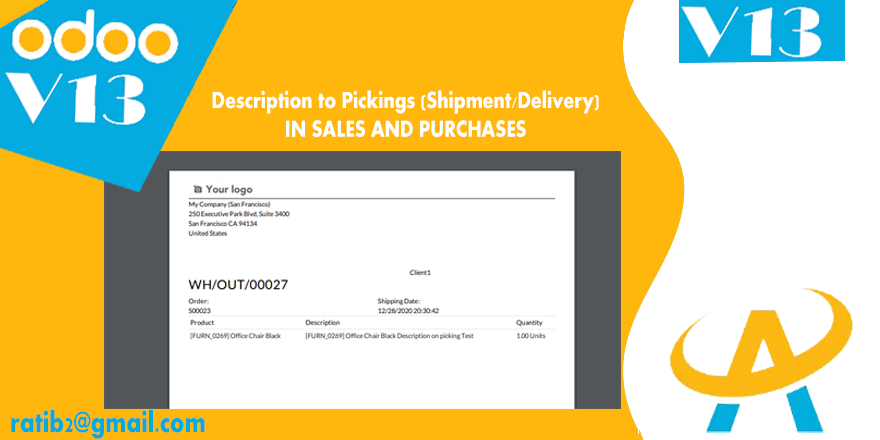 odoo
V13
V13
Description to Pickings (Shipment/Delivery)
IN SALES AND PURCHASES
Your logo
My Company (San Francisco)
250 Executive Park Blvd, Suite 3400
San Francisco CA 94134
United States
Client1
WH/OUT/00027
Order: Shipping Date:
S00023 12/28/2020 20:30:42
Product Description Quantity
[FURN_0269] Office Chair Black [FURN_0269] Office Chair Black Description on picking Test 1.00 Units
ratib2@gmail.com